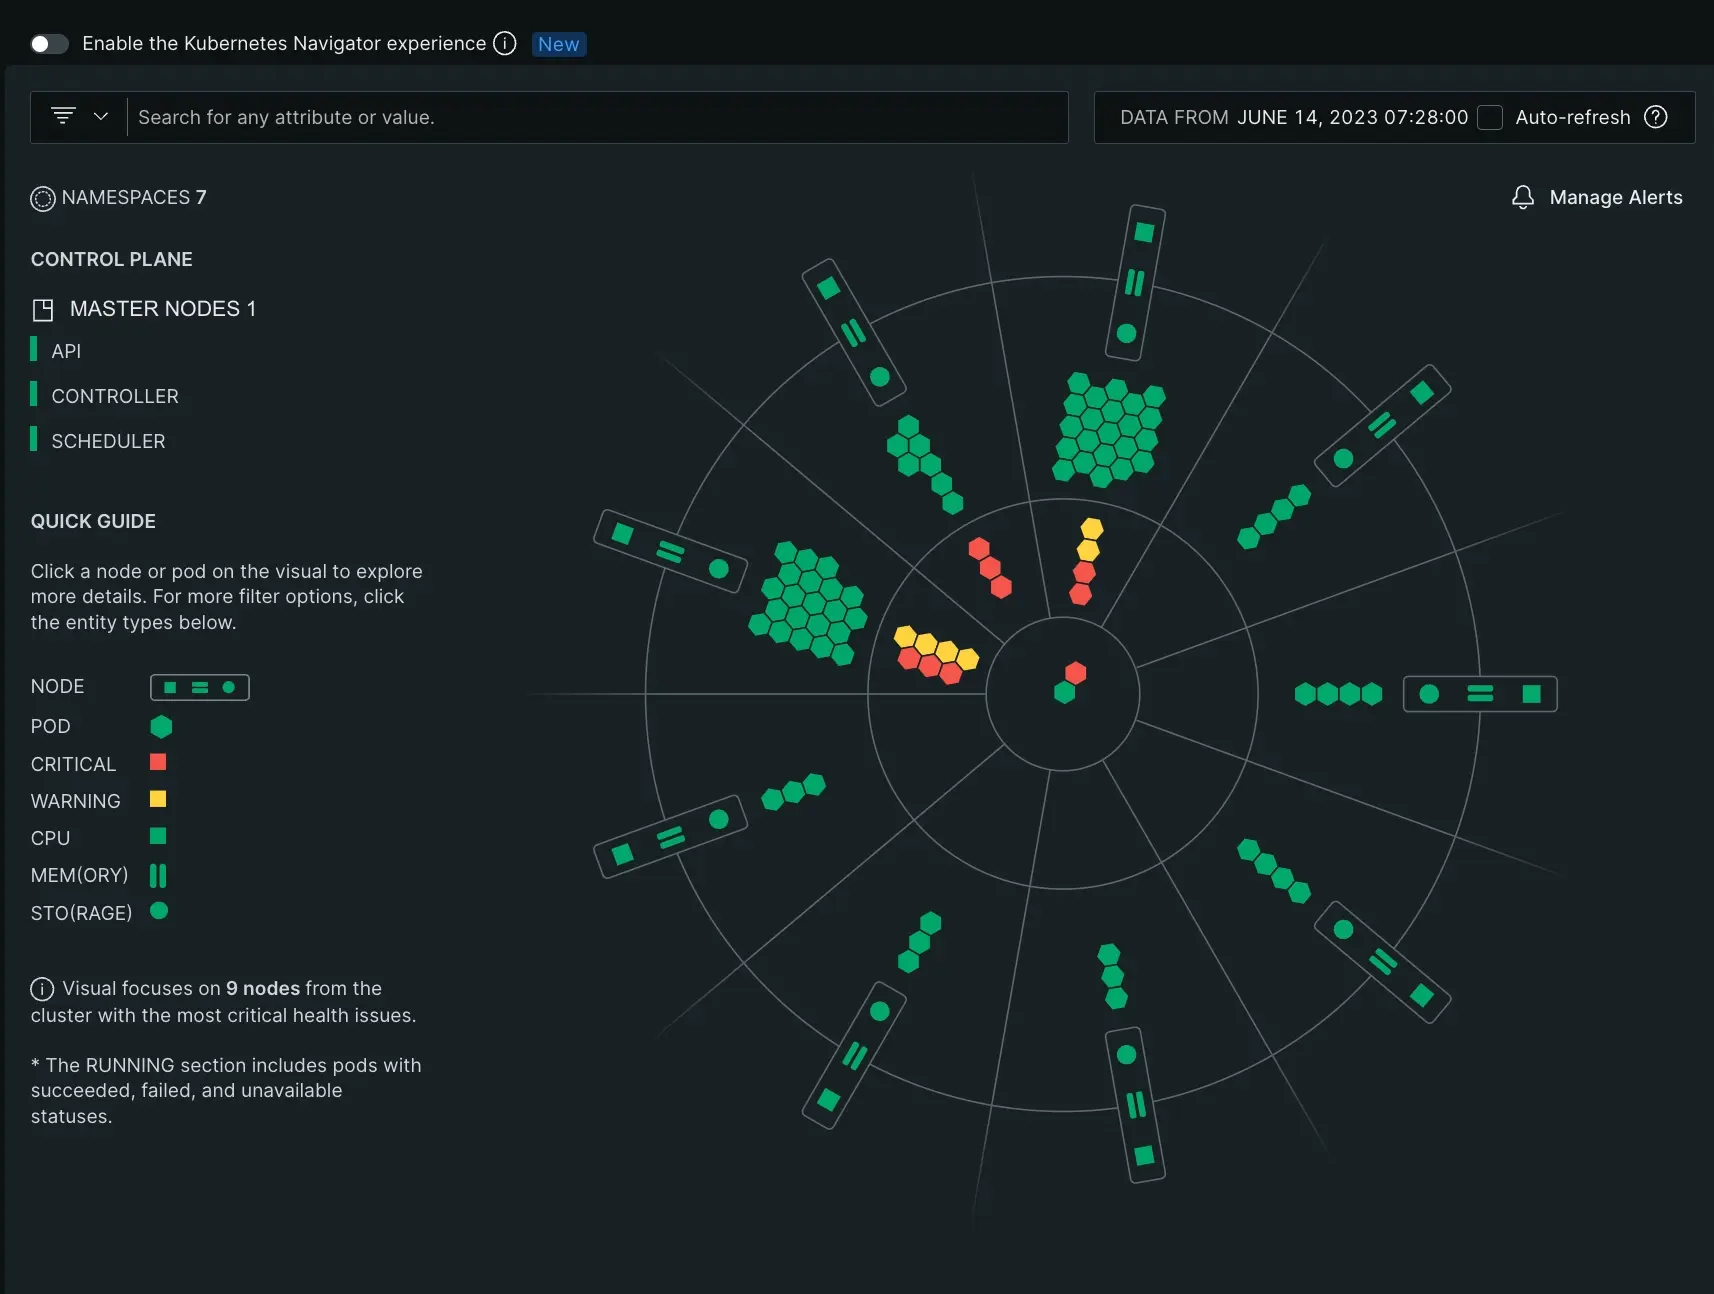 Enable the Kubernetes Navigator experience New
Search for any attribute or value.
DATA FROM JUNE 14, 2023 07:28:00 Auto-refresh
NAMESPACES 7
Manage Alerts
CONTROL PLANE
MASTER NODES 1
API
CONTROLLER
SCHEDULER
QUICK GUIDE
Click a node or pod on the visual to explore
more details. For more filter options, click
the entity types below.
NODE
POD
CRITICAL
WARNING
CPU
MEM(ORY)
STO(RAGE)
Visual focuses on 9 nodes from the
cluster with the most critical health issues.
* The RUNNING section includes pods with
succeeded, failed, and unavailable
statuses.